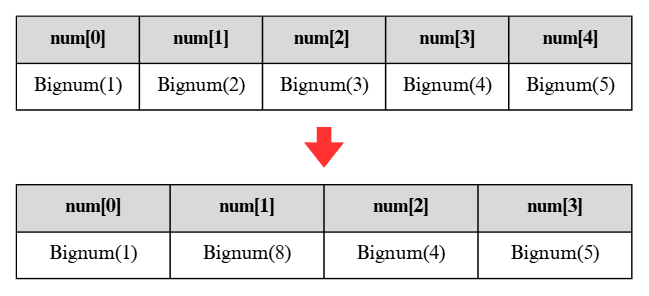 num[0] num[1] num[2] num[3] num[4]
Bignum(1) Bignum(2) Bignum(3) Bignum(4) Bignum(5)
num[0] num[1] num[2] num[3]
Bignum(1) Bignum(8) Bignum(4) Bignum(5)